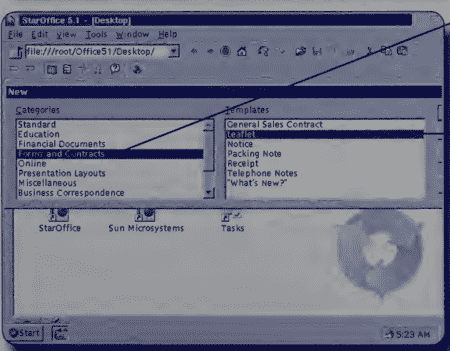 StarOffice 5.1 - [Desktop]
File Edit View Tools Window Help
file:///root/Office51/Desktop/
New
Categories
Templates
Standard
Education
Financial Documents
Forms and Contracts
Online
Presentation Layouts
Miscellaneous
Business Correspondence
General Sales Contract
Leaflet
Notice
Packing Note
Receipt
Telephone Notes
"What's New?"
StarOffice
Sun Microsystems
Tasks
Start
5:23 AM